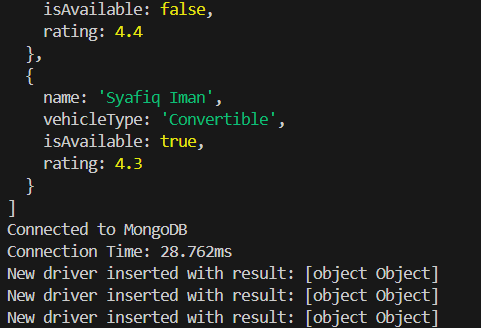 isAvailable: false,
rating: 4.4
},
{
name: 'Syafiq Iman',
vehicleType: 'Convertible',
isAvailable: true,
rating: 4.3
}
]
Connected to MongoDB
Connection Time: 28.762ms
New driver inserted with result: [object Object]
New driver inserted with result: [object Object]
New driver inserted with result: [object Object]